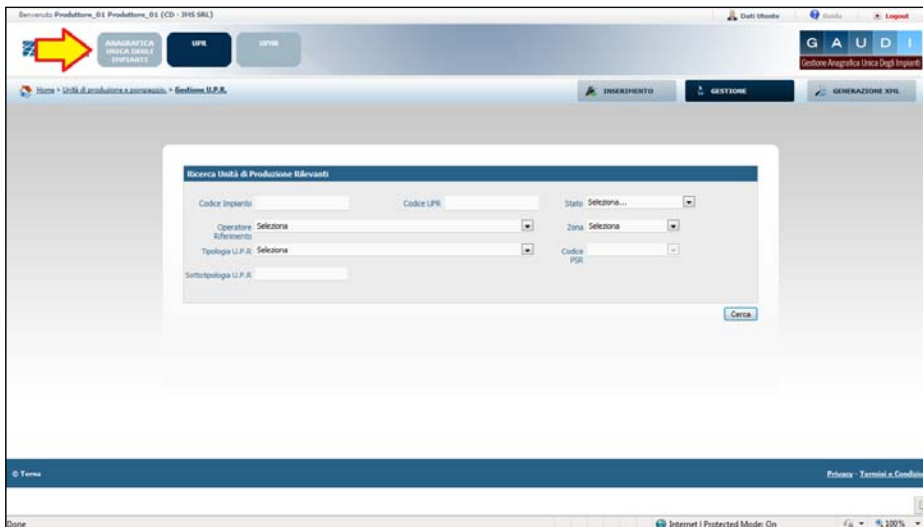 Benvenuto Produttore_01 Produttore_01 (CD - JHS SRL)
Dati Utente
Guida
Logout
ANAGRAFICA
UNICA DEGLI
IMPIANTI
UPR
UPNR
G A U D I
Gestione Anagrafica Unica Degli Impianti
Home > Unità di produzione e pompaggio. > Gestione U.P.R.
INSERIMENTO
GESTIONE
GENERAZIONE XML
Ricerca Unità di Produzione Rilevanti
Codice Impianto
Codice UPR
Stato Seleziona...
Operatore Riferimento Seleziona
Zona Seleziona
Tipologia U.P.R. Seleziona
Codice PSR
Sottotipologia U.P.R.
Cerca
© Terna
Privacy - Termini e Condizio
Done
Internet | Protected Mode: On
100%